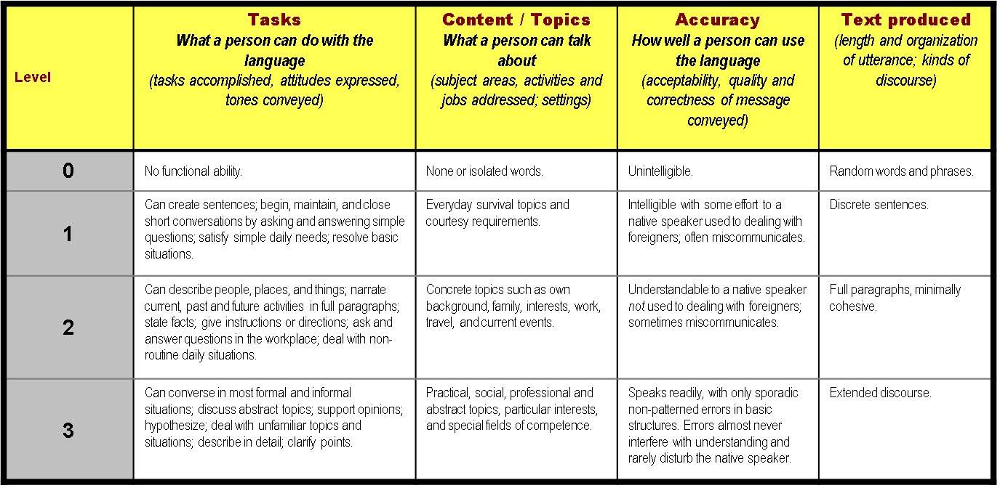 Level
Tasks
What a person can do with the
language
(tasks accomplished, attitudes expressed,
tones conveyed)
Content / Topics
What a person can talk
about
(subject areas, activities and
jobs addressed; settings)
Accuracy
How well a person can use
the language
(acceptability, quality and
correctness of message
conveyed)
Text produced
(length and organization
of utterance; kinds of
discourse)
0
No functional ability.
None or isolated words.
Unintelligible.
Random words and phrases.
1
Can create sentences; begin, maintain, and close
short conversations by asking and answering simple
questions; satisfy simple daily needs; resolve basic
situations.
Everyday survival topics and
courtesy requirements.
Intelligible with some effort to a
native speaker used to dealing with
foreigners; often miscommunicates.
Discrete sentences.
2
Can describe people, places, and things; narrate
current, past and future activities in full paragraphs;
state facts; give instructions or directions; ask and
answer questions in the workplace; deal with non-
routine daily situations.
Concrete topics such as own
background, family, interests, work,
travel, and current events.
Understandable to a native speaker
not used to dealing with foreigners;
sometimes miscommunicates.
Full paragraphs, minimally
cohesive.
3
Can converse in most formal and informal
situations; discuss abstract topics; support opinions;
hypothesize; deal with unfamiliar topics and
situations; describe in detail; clarify points.
Practical, social, professional and
abstract topics, particular interests,
and special fields of competence.
Speaks readily, with only sporadic
non-patterned errors in basic
structures. Errors almost never
interfere with understanding and
rarely disturb the native speaker.
Extended discourse.